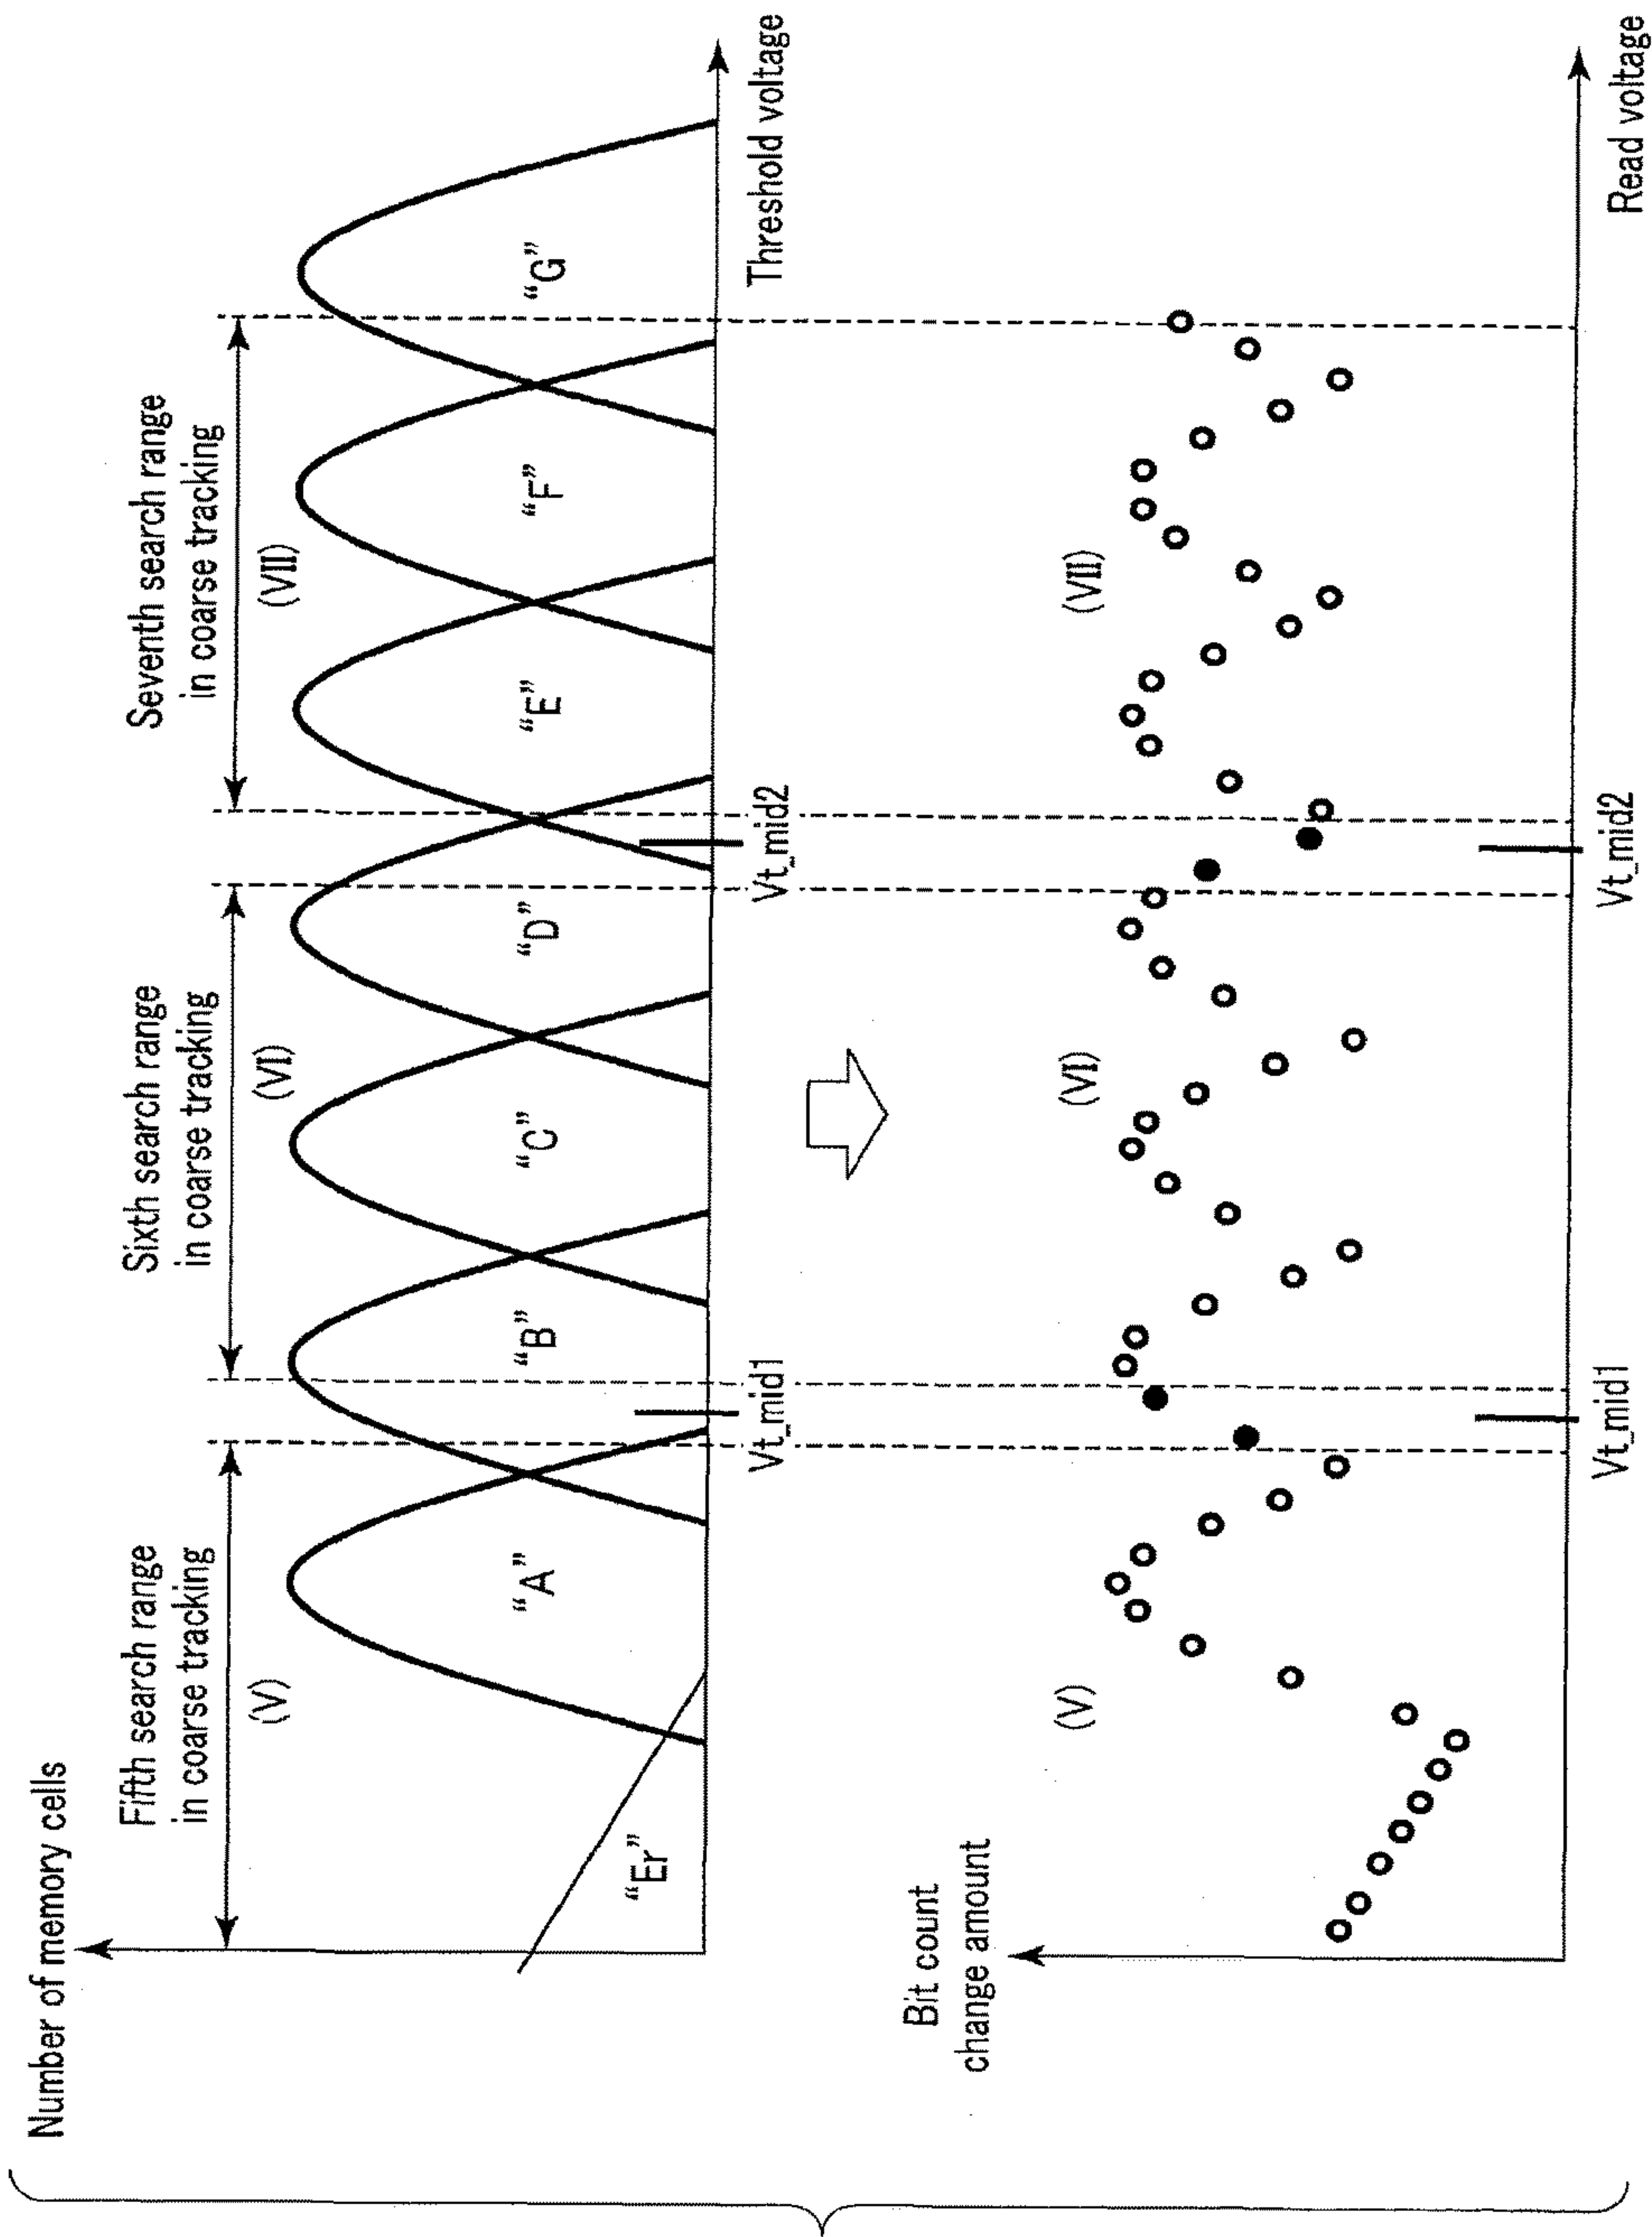 Number of memory cells
Fifth search range
in coarse tracking
(V)
Sixth search range
in coarse tracking
(VI)
Seventh search range
in coarse tracking
(VII)
“Er”
“A”
“B”
“C”
“D”
“E”
“F”
“G”
Vt_mid1
Vt_mid2
Threshold voltage
Bit count
change amount
(V)
(VI)
(VII)
Vt_mid1
Vt_mid2
Read voltage